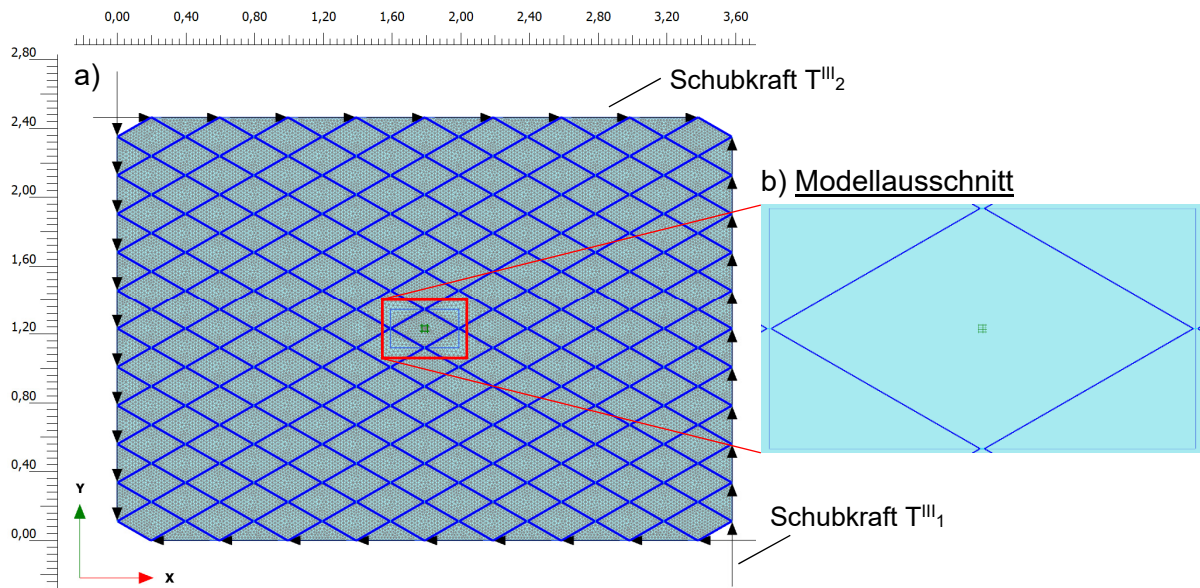 0,00 0,40 0,80 1,20 1,60 2,00 2,40 2,80 3,20 3,60
2,80
a)
Schubkraft T^III_2
2,40
2,00
b) Modellausschnitt
1,60
1,20
0,80
0,40
Y
Schubkraft T^III_1
0,00
X